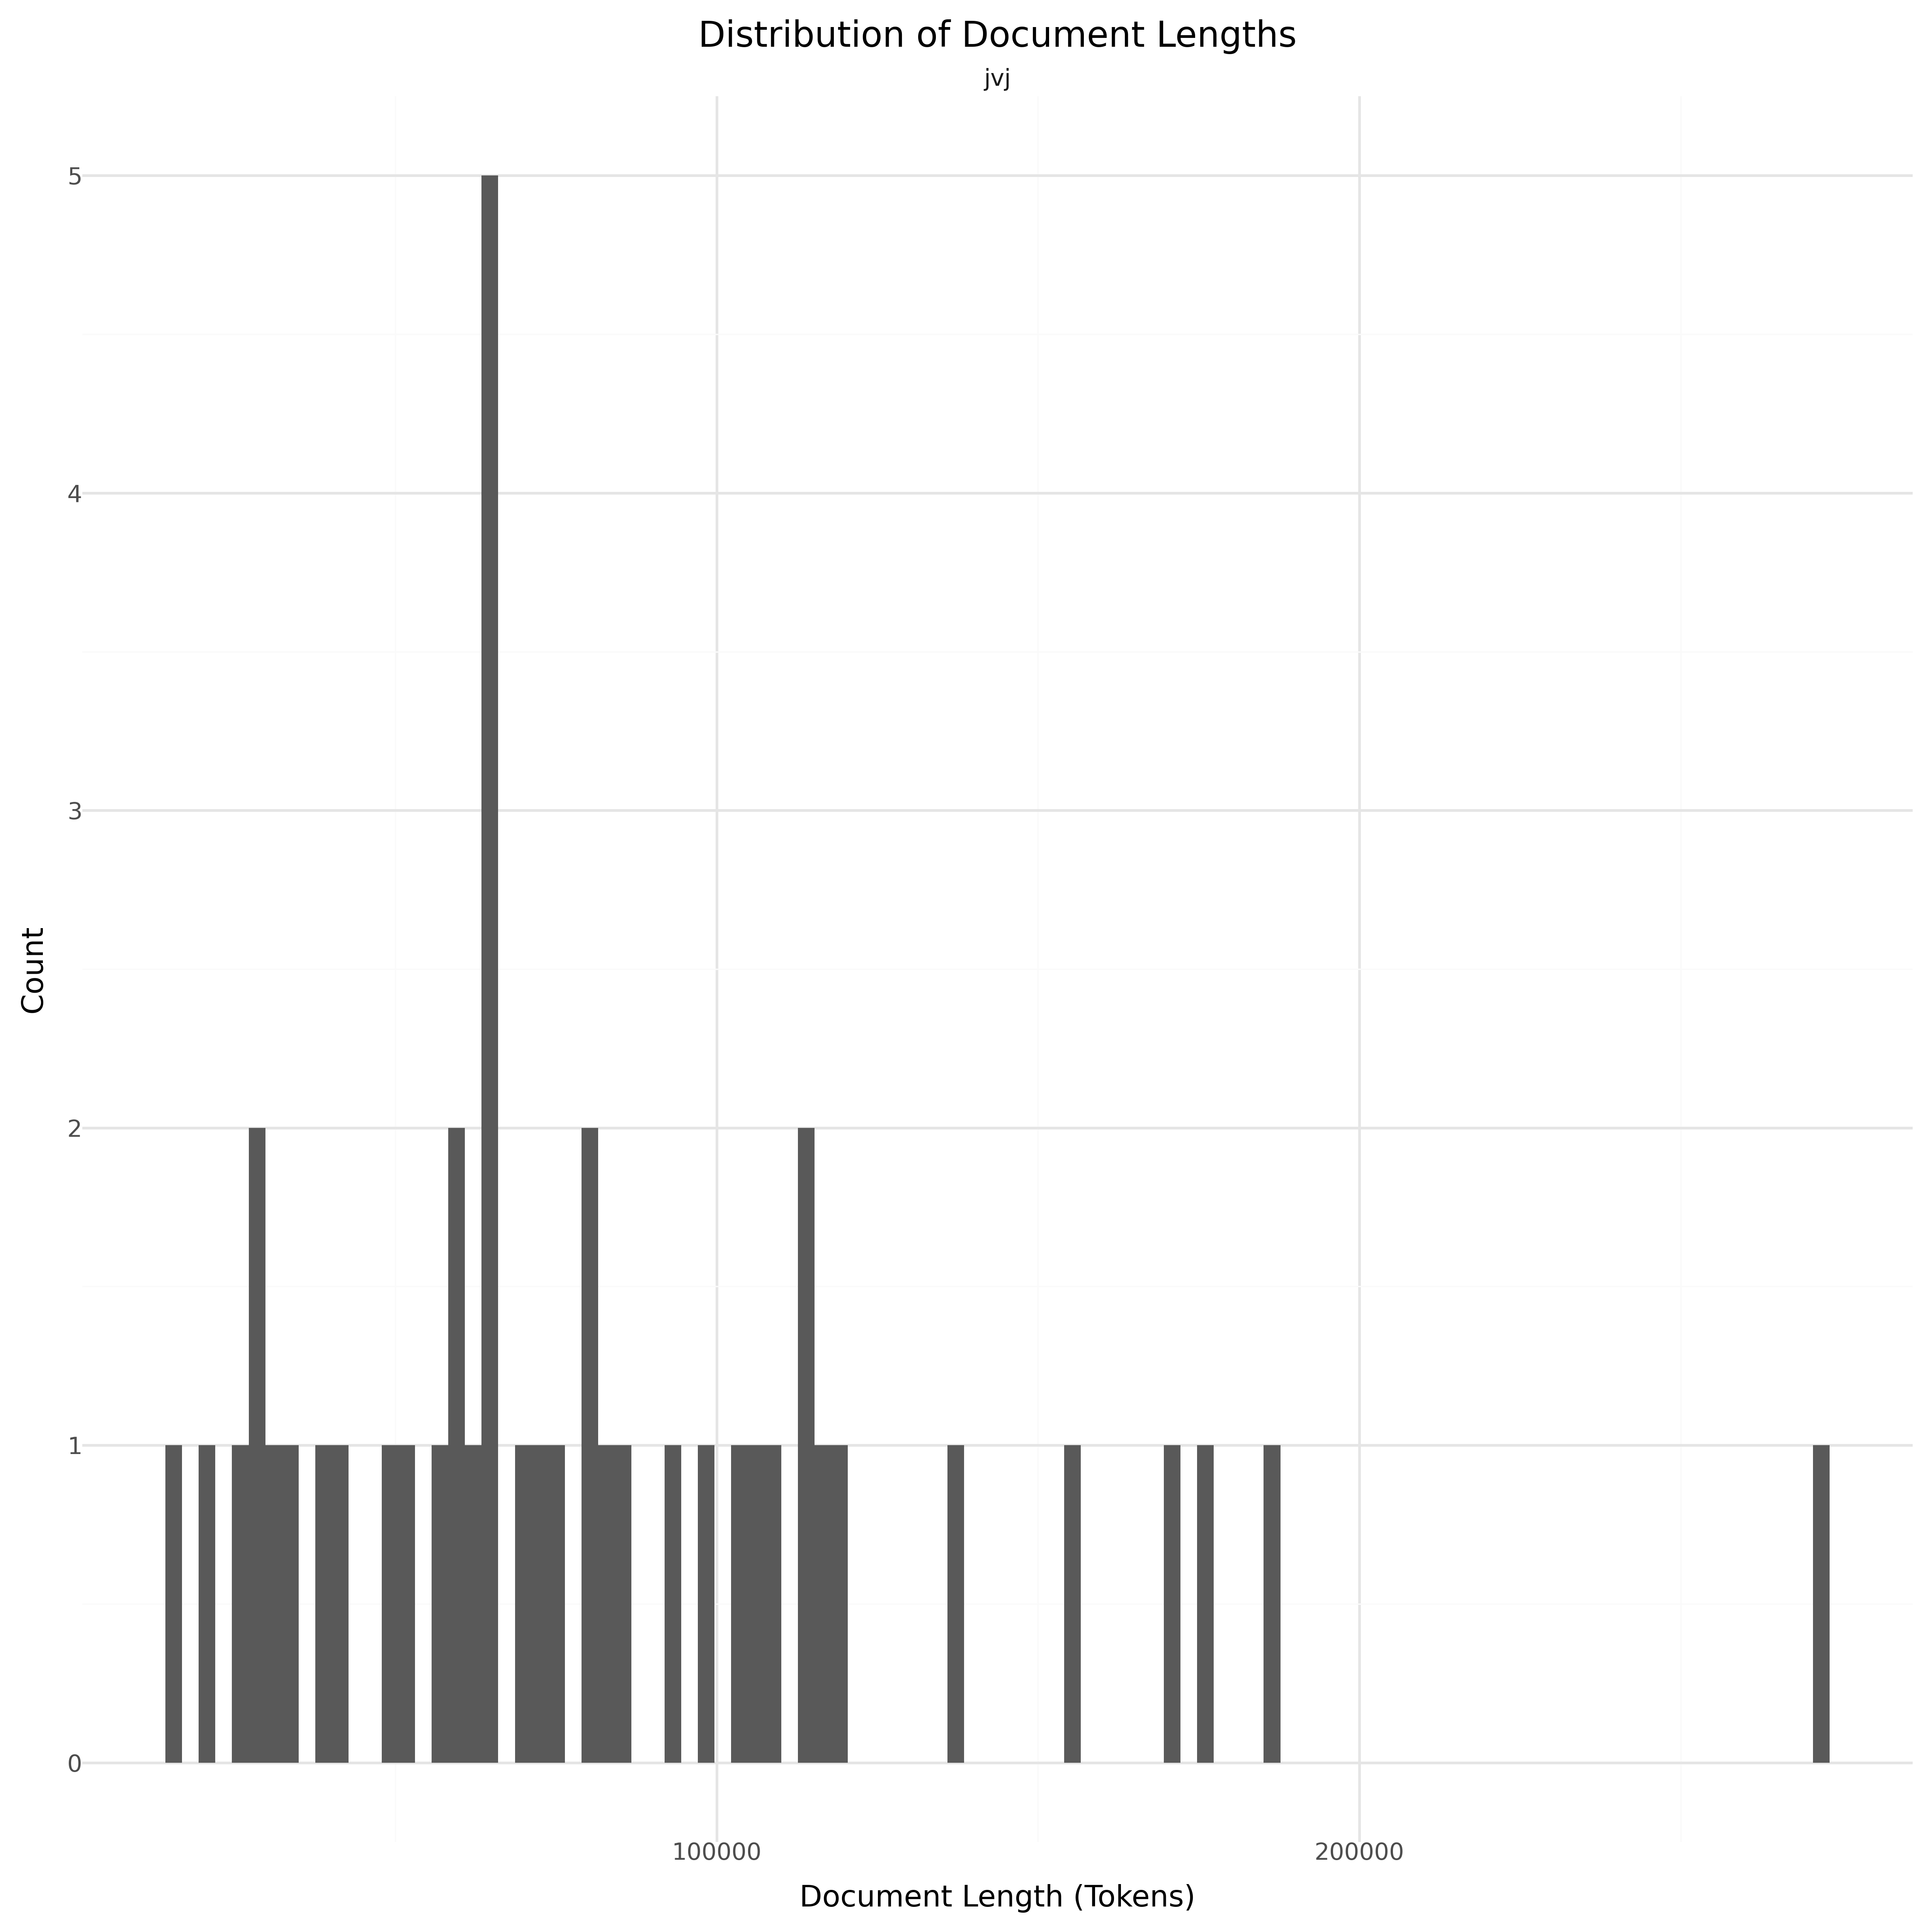 Distribution of Document Lengths
jvj
5
4
3
2
1
0
Count
100000
200000
Document Length (Tokens)